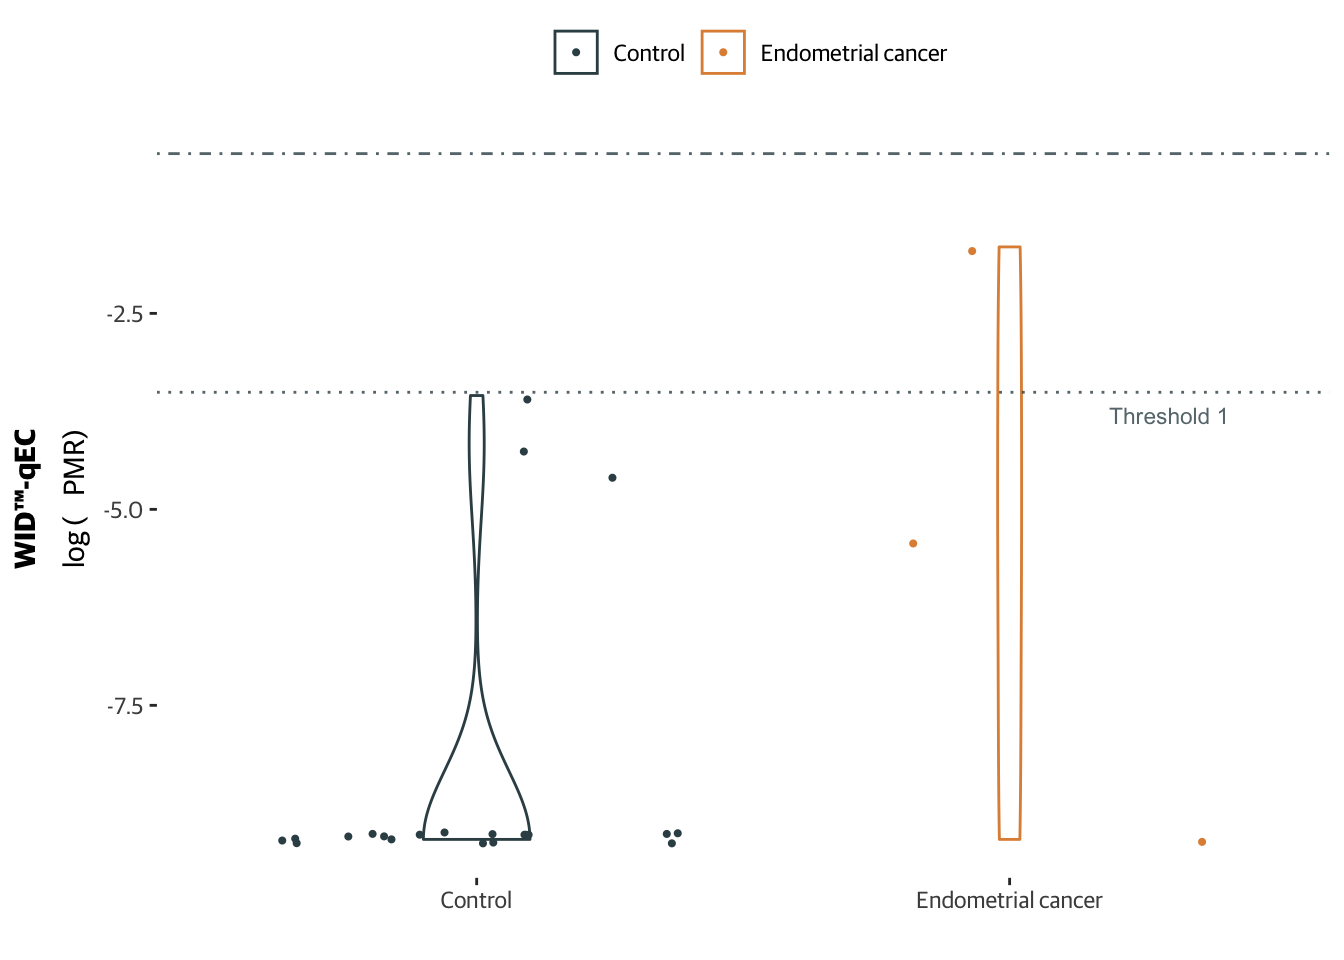 Control
Endometrial cancer
-2.5
Threshold 1
WID™-qEC
log ( PMR)
-5.0
-7.5
Control
Endometrial cancer